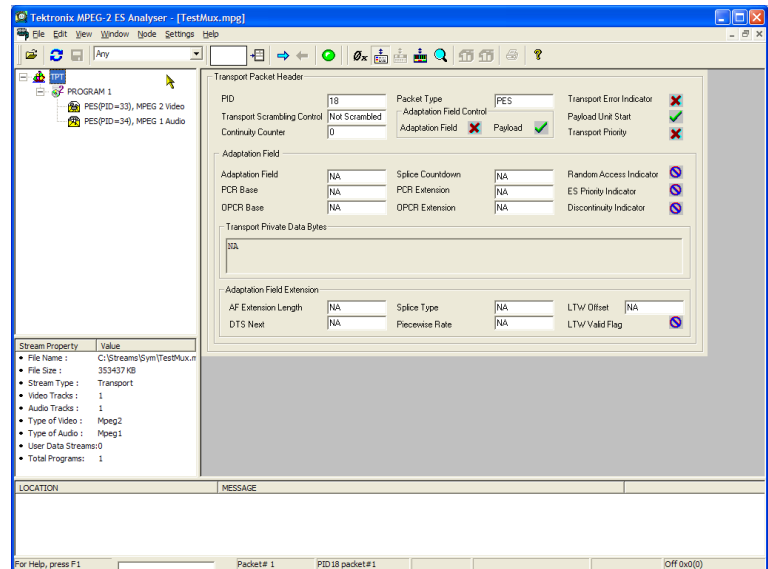 Tektronix MPEG-2 ES Analyser - [TestMux.mpg]
File Edit View Window Node Settings Help
Any
TPT
PROGRAM 1
PES(PID=33), MPEG 2 Video
PES(PID=34), MPEG 1 Audio
Transport Packet Header
PID 18 Packet Type PES Transport Error Indicator
Transport Scrambling Control Not Scrambled Adaptation Field Control Payload Unit Start
Continuity Counter 0 Adaptation Field Payload Transport Priority
Adaptation Field
Adaptation Field NA Splice Countdown NA Random Access Indicator
PCR Base NA PCR Extension NA ES Priority Indicator
OPCR Base NA OPCR Extension NA Discontinuity Indicator
Transport Private Data Bytes
NA
Adaptation Field Extension
AF Extension Length NA Splice Type NA LTW Offset NA
DTS Next NA Piecewise Rate NA LTW Valid Flag
Stream Property Value
File Name : C:\Streams\Sym\TestMux.m
File Size : 353437 KB
Stream Type : Transport
Video Tracks : 1
Audio Tracks : 1
Type of Video : Mpeg2
Type of Audio : Mpeg1
User Data Streams:0
Total Programs: 1
LOCATION MESSAGE
For Help, press F1 Packet# 1 PID18 packet#1 Off 0x0(0)